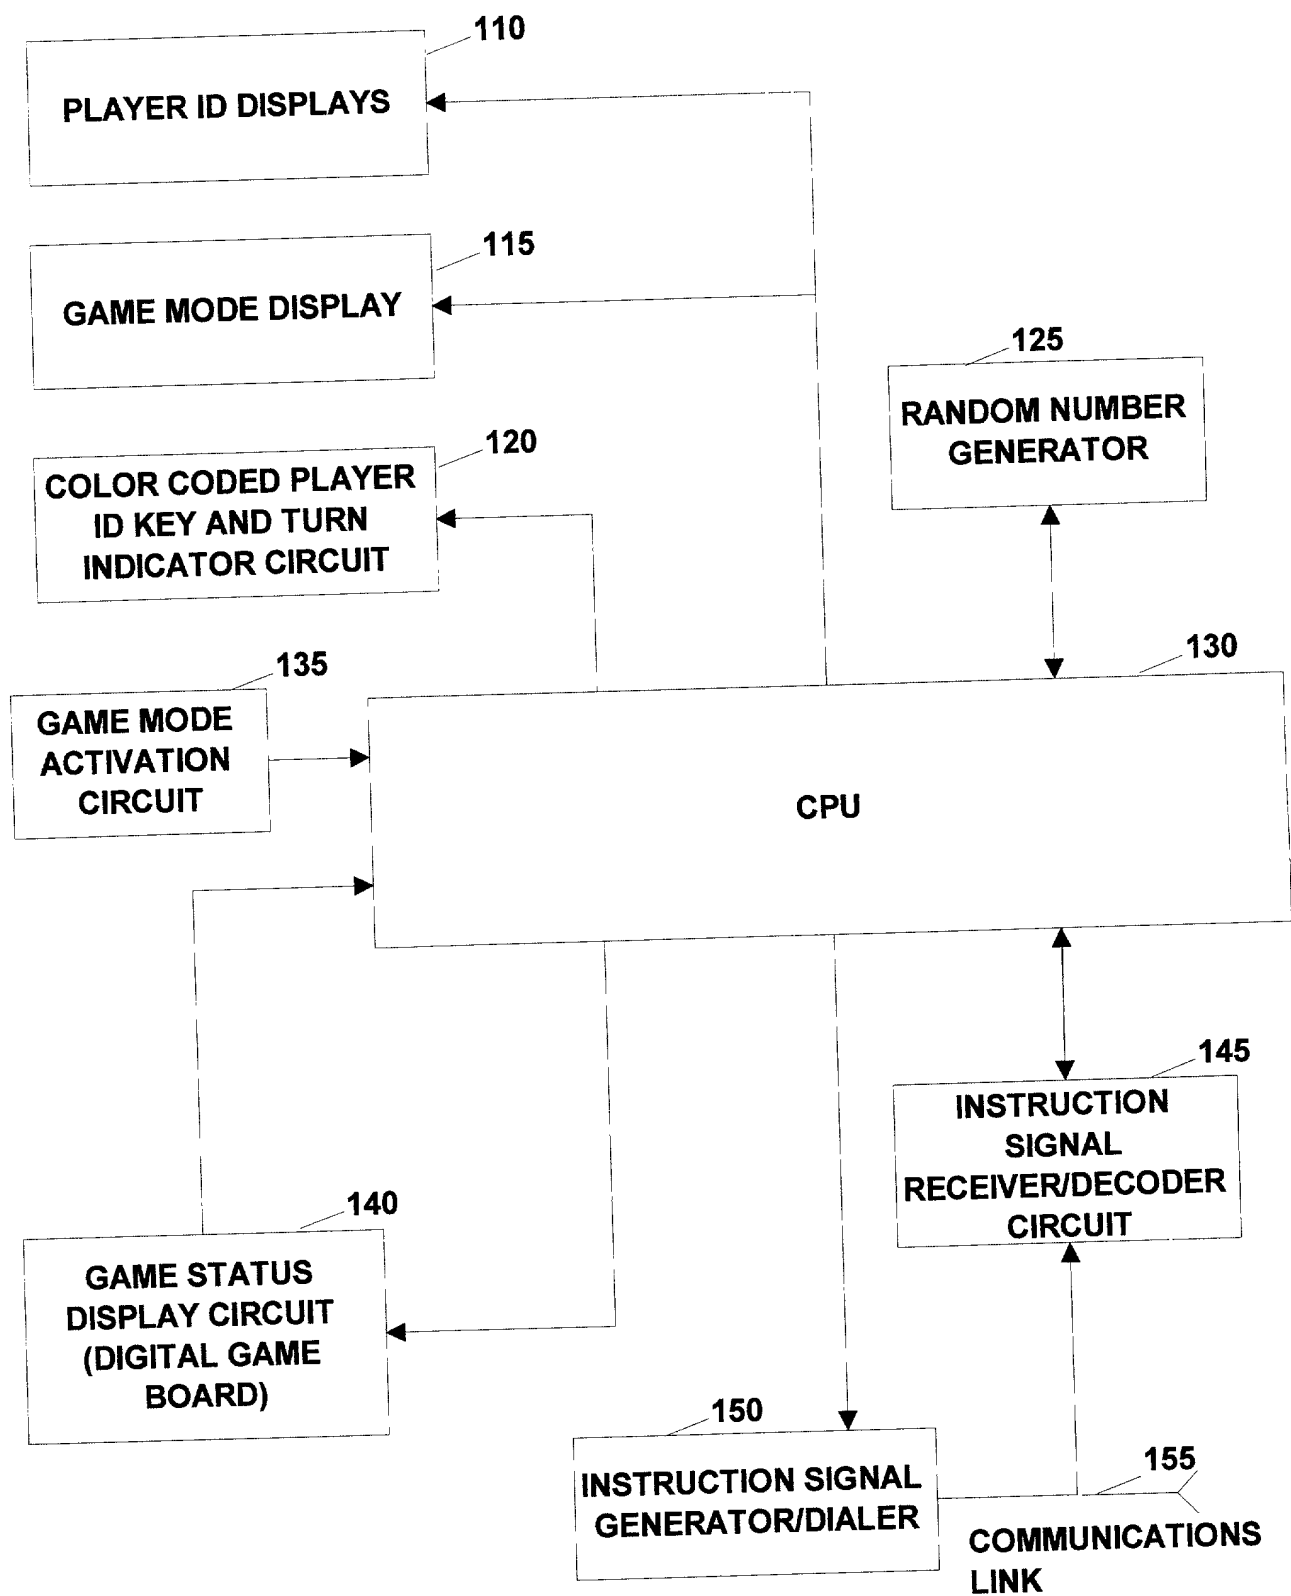 110
PLAYER ID DISPLAYS
115
GAME MODE DISPLAY
125
RANDOM NUMBER
GENERATOR
120
COLOR CODED PLAYER
ID KEY AND TURN
INDICATOR CIRCUIT
130
135
GAME MODE
ACTIVATION
CIRCUIT
CPU
145
INSTRUCTION
SIGNAL
RECEIVER/DECODER
CIRCUIT
140
GAME STATUS
DISPLAY CIRCUIT
(DIGITAL GAME
BOARD)
150
INSTRUCTION SIGNAL
GENERATOR/DIALER
155
COMMUNICATIONS
LINK